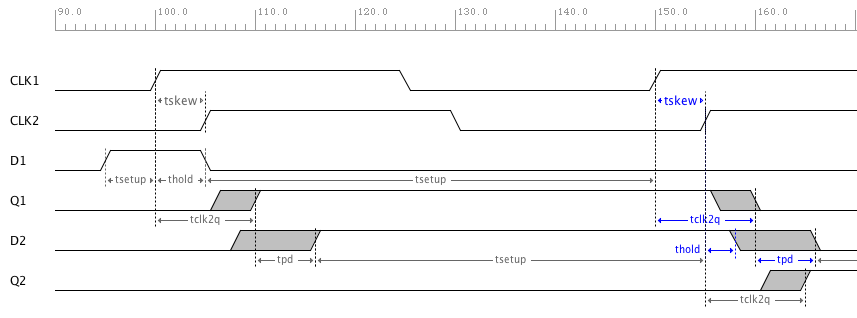 90.0 100.0 110.0 120.0 130.0 140.0 150.0 160.0
CLK1
tskew tskew
CLK2
D1
tsetup thold tsetup
Q1
tclk2q tclk2q
D2
thold
tpd tsetup tpd
Q2
tclk2q